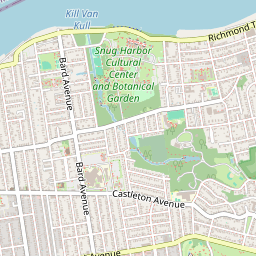 Kill Van
Kull
Richmond T
Snug Harbor
Cultural
Center
and Botanical
Garden
Bard Avenue
Bard Avenue
Castleton Avenue
Avenue